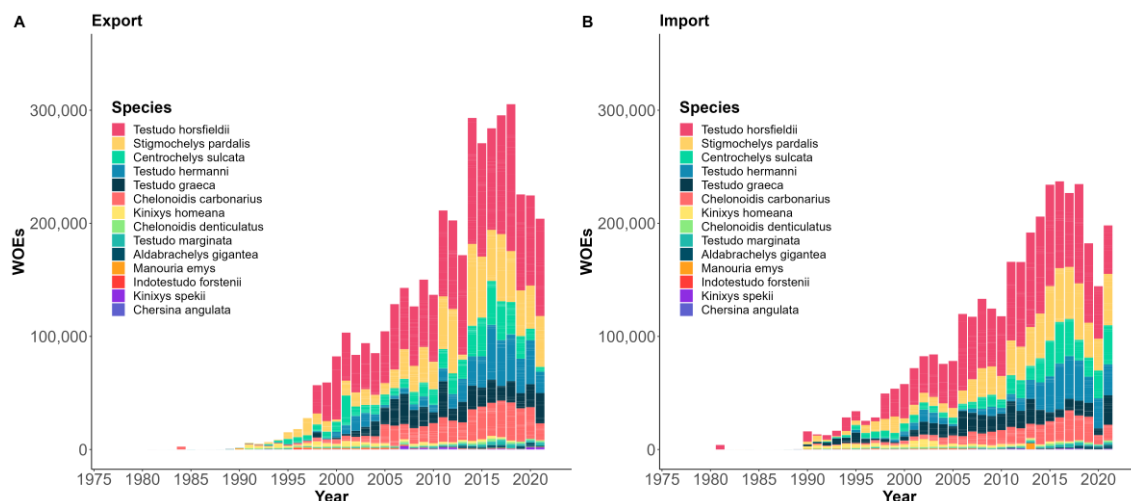 A
Export
WOEs
300,000
200,000
100,000
0
Species
Testudo horsfieldii
Stigmochelys pardalis
Centrochelys sulcata
Testudo hermanni
Testudo graeca
Chelonoidis carbonarius
Kinixys homeana
Chelonoidis denticulatus
Testudo marginata
Aldabrachelys gigantea
Manouria emys
Indotestudo forstenii
Kinixys spekii
Chersina angulata
1975 1980 1985 1990 1995 2000 2005 2010 2015 2020
Year
B
Import
WOEs
300,000
200,000
100,000
0
Species
Testudo horsfieldii
Stigmochelys pardalis
Centrochelys sulcata
Testudo hermanni
Testudo graeca
Chelonoidis carbonarius
Kinixys homeana
Chelonoidis denticulatus
Testudo marginata
Aldabrachelys gigantea
Manouria emys
Indotestudo forstenii
Kinixys spekii
Chersina angulata
1975 1980 1985 1990 1995 2000 2005 2010 2015 2020
Year